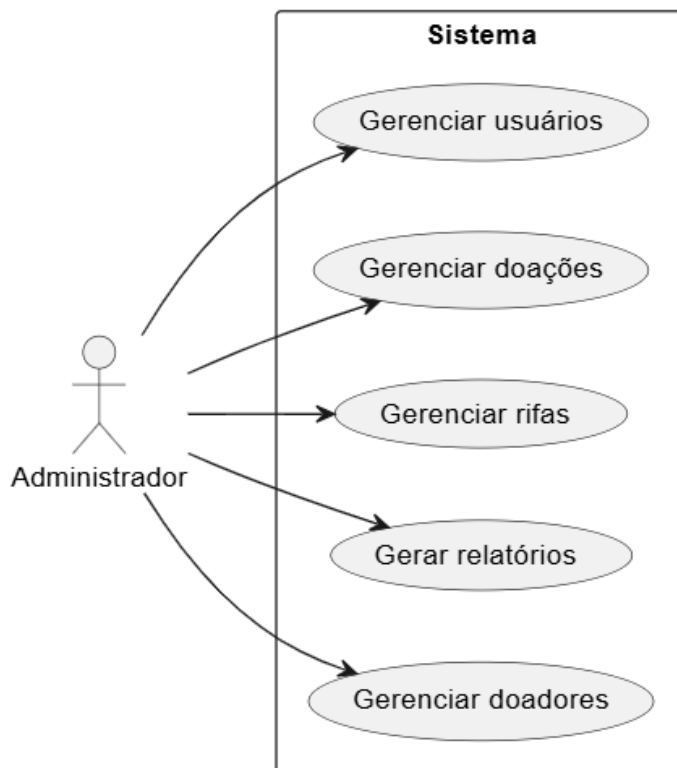 Sistema
Gerenciar usuários
Gerenciar doações
Gerenciar rifas
Administrador
Gerar relatórios
Gerenciar doadores